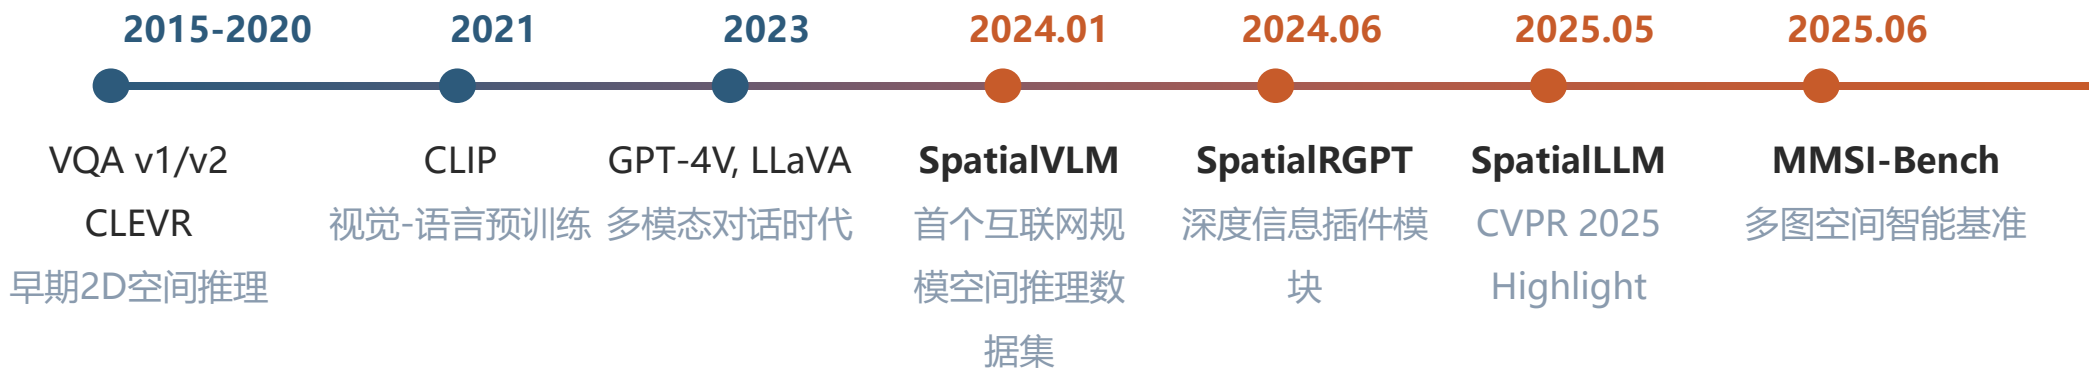 2015-2020
2021
2023
2024.01
2024.06
2025.05
2025.06
VQA v1/v2
CLEVR
早期2D空间推理
CLIP
视觉-语言预训练
GPT-4V, LLaVA
多模态对话时代
SpatialVLM
首个互联网规
模空间推理数
据集
SpatialRGPT
深度信息插件模
块
SpatialLLM
CVPR 2025
Highlight
MMSI-Bench
多图空间智能基准